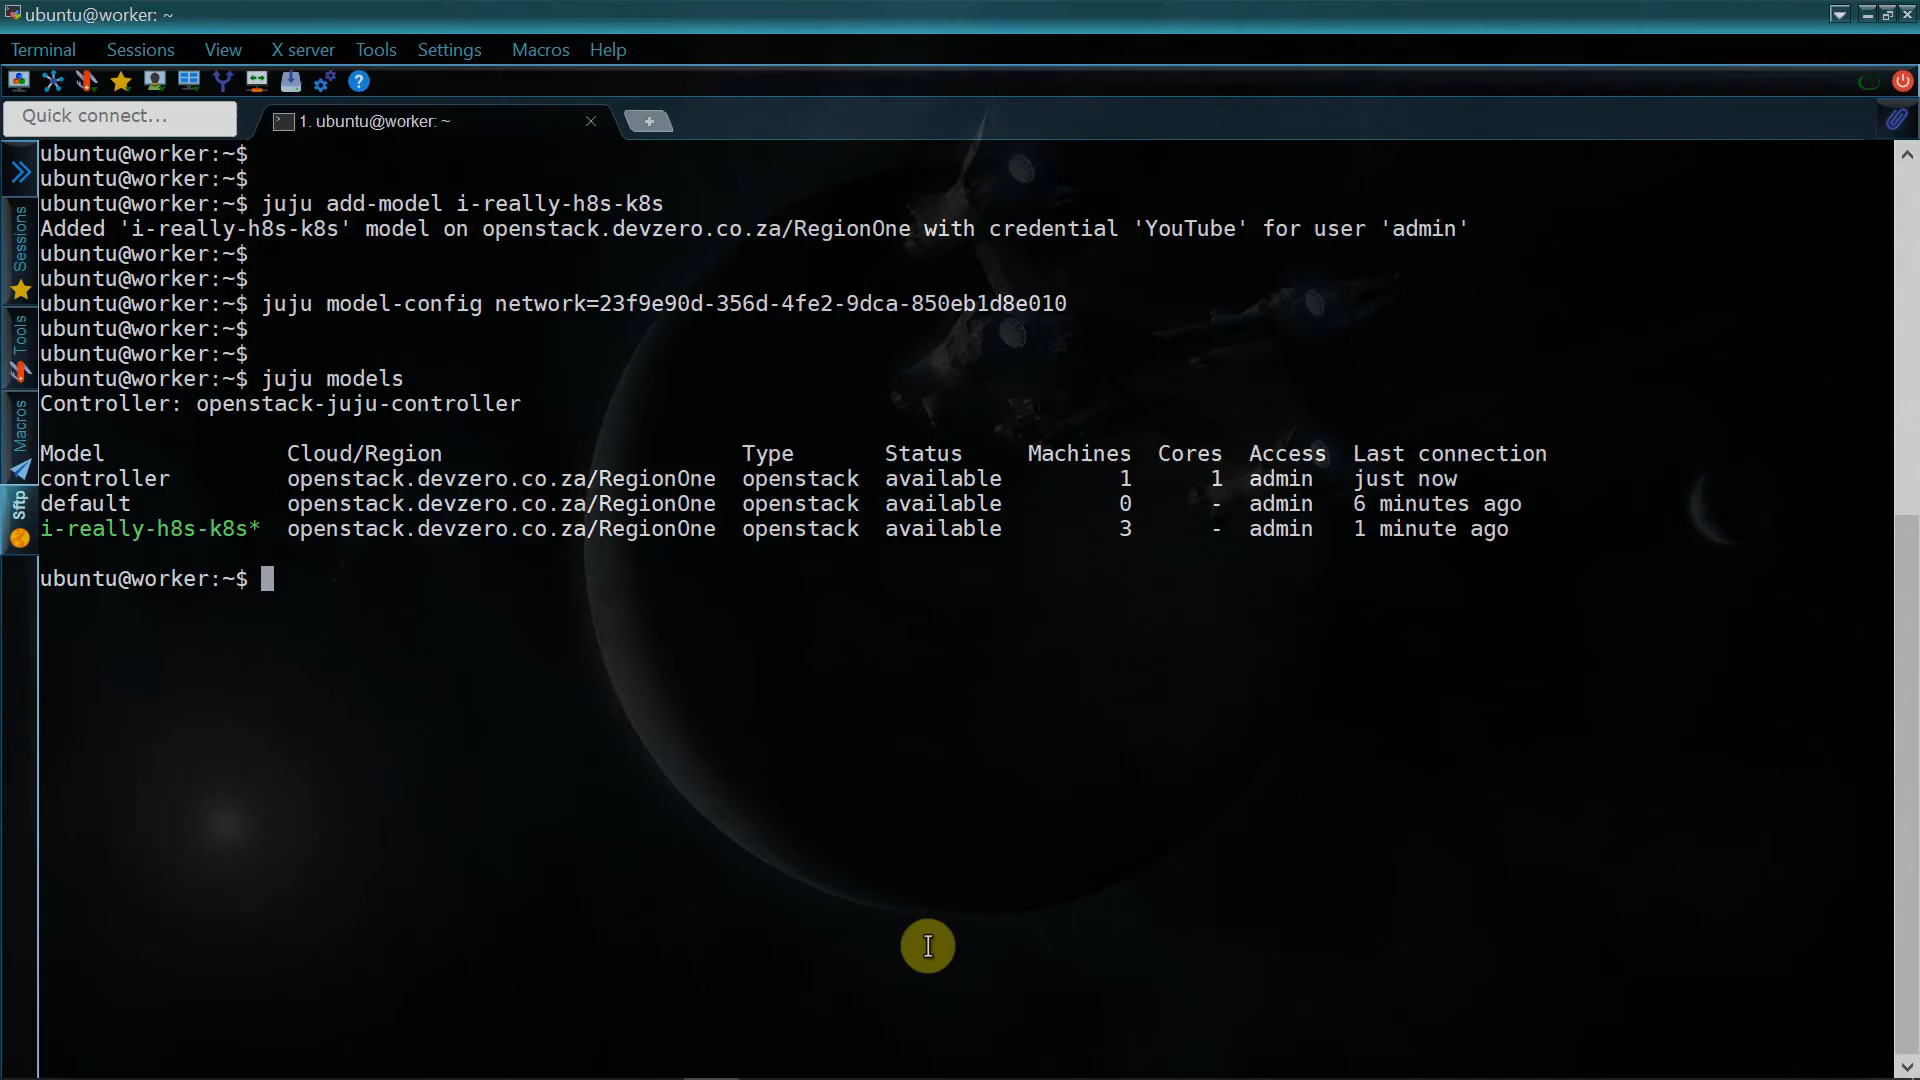 ubuntu@worker: ~
Terminal Sessions View X server Tools Settings Macros Help
Quick connect...
1. ubuntu@worker: ~
Sessions
Tools
Macros
Sftp
ubuntu@worker:~$
ubuntu@worker:~$
ubuntu@worker:~$ juju add-model i-really-h8s-k8s
Added 'i-really-h8s-k8s' model on openstack.devzero.co.za/RegionOne with credential 'YouTube' for user 'admin'
ubuntu@worker:~$
ubuntu@worker:~$
ubuntu@worker:~$ juju model-config network=23f9e90d-356d-4fe2-9dca-850eb1d8e010
ubuntu@worker:~$
ubuntu@worker:~$
ubuntu@worker:~$ juju models
Controller: openstack-juju-controller
Model Cloud/Region Type Status Machines Cores Access Last connection
controller openstack.devzero.co.za/RegionOne openstack available 1 1 admin just now
default openstack.devzero.co.za/RegionOne openstack available 0 - admin 6 minutes ago
i-really-h8s-k8s* openstack.devzero.co.za/RegionOne openstack available 3 - admin 1 minute ago
ubuntu@worker:~$